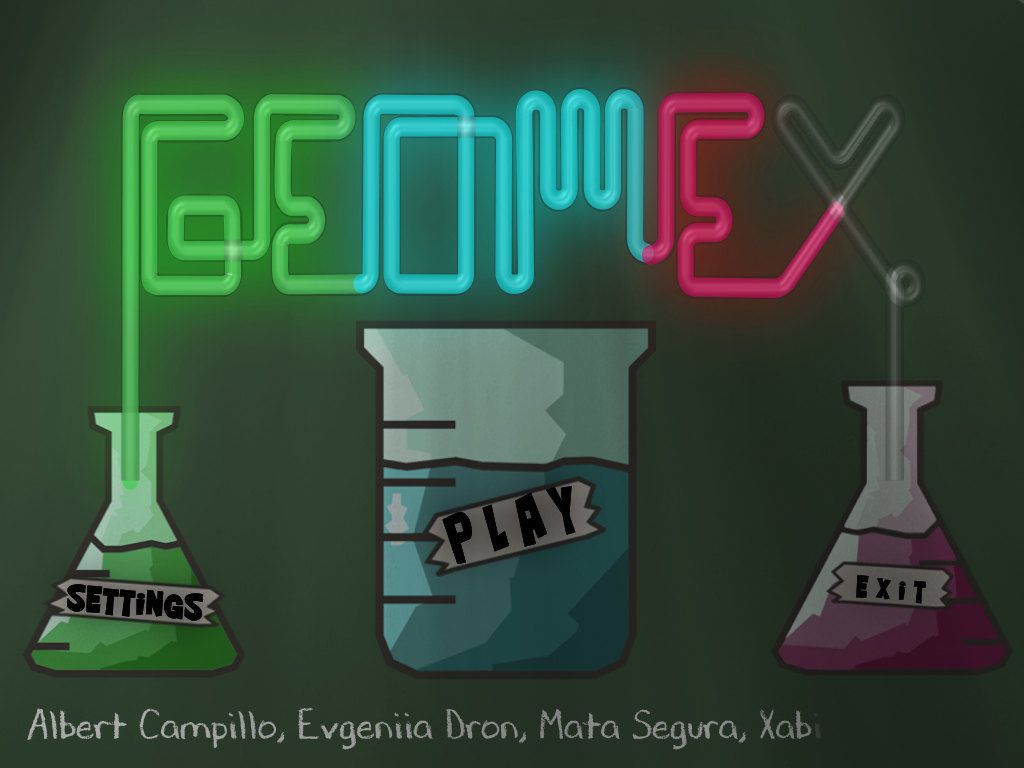 GEOMEX
PLAY
SETTiNGS
EXiT
Albert Campillo, Evgeniia Dron, Mata Segura, Xabi